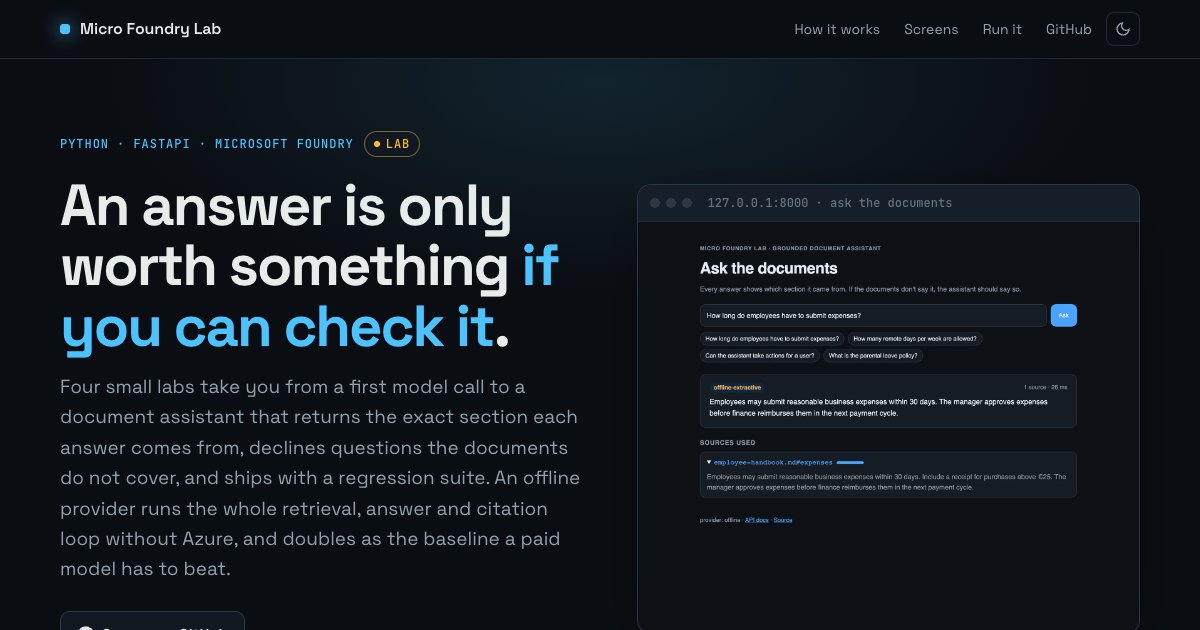 Micro Foundry Lab
How it works
Screens
Run it
GitHub
PYTHON · FASTAPI · MICROSOFT FOUNDRY
LAB
An answer is only
worth something if
you can check it.
Four small labs take you from a first model call to a
document assistant that returns the exact section each
answer comes from, declines questions the documents
do not cover, and ships with a regression suite. An offline
provider runs the whole retrieval, answer and citation
loop without Azure, and doubles as the baseline a paid
model has to beat.
127.0.0.1:8000 · ask the documents
MICRO FOUNDRY LAB · GROUNDED DOCUMENT ASSISTANT
Ask the documents
Every answer shows which section it came from. If the documents don't say it, the assistant should say so.
How long do employees have to submit expenses?
Ask
How long do employees have to submit expenses?
How many remote days per week are allowed?
Can the assistant take actions for a user?
What is the parental leave policy?
offline-extractive
1 source · 26 ms
Employees may submit reasonable business expenses within 30 days. The manager approves expenses
before finance reimburses them in the next payment cycle.
SOURCES USED
employee-handbook.md#expenses
Employees may submit reasonable business expenses within 30 days. Include a receipt for purchases above €25. The
manager approves expenses before finance reimburses them in the next payment cycle.
provider: offline · API docs · Source